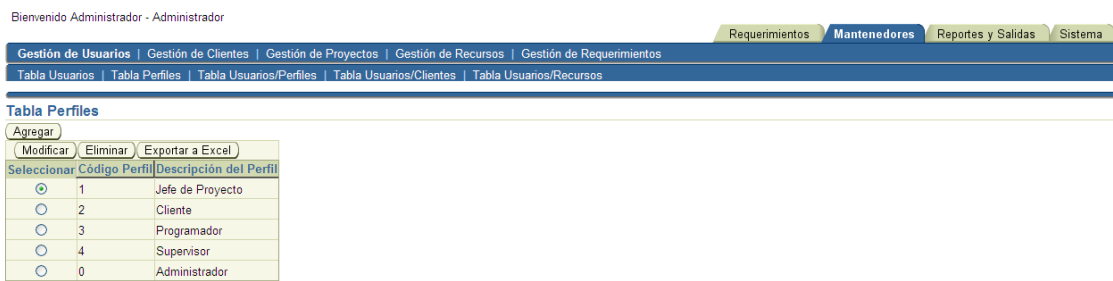 Bienvenido Administrador - Administrador
Requerimientos Mantenedores Reportes y Salidas Sistema
Gestión de Usuarios | Gestión de Clientes | Gestión de Proyectos | Gestión de Recursos | Gestión de Requerimientos
Tabla Usuarios | Tabla Perfiles | Tabla Usuarios/Perfiles | Tabla Usuarios/Clientes | Tabla Usuarios/Recursos
Tabla Perfiles
Agregar
Modificar Eliminar Exportar a Excel
Seleccionar Código Perfil Descripción del Perfil
1 Jefe de Proyecto
2 Cliente
3 Programador
4 Supervisor
0 Administrador